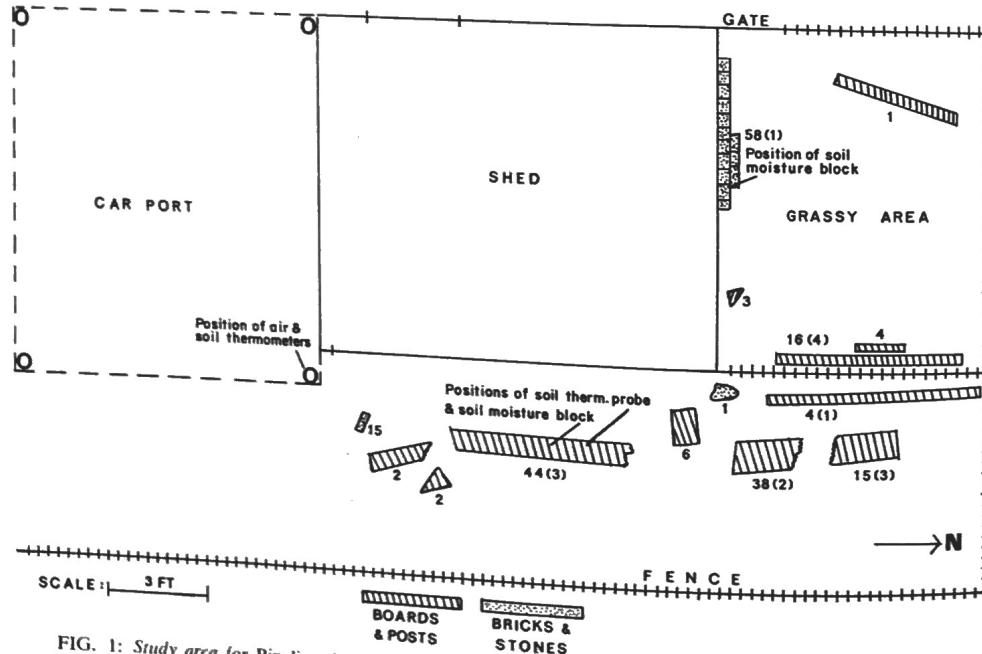 GATE
1
58(1)
Position of soil
moisture block
SHED
CAR PORT
GRASSY AREA
3
Position of air &
soil thermometers
16(4)
4
Positions of soil therm. probe
& soil moisture block
1
4(1)
15
2
2
44(3)
6
38(2)
15(3)
N
FENCE
SCALE:
3 FT
BOARDS
& POSTS
BRICKS &
STONES
FIG. 1: Study area for